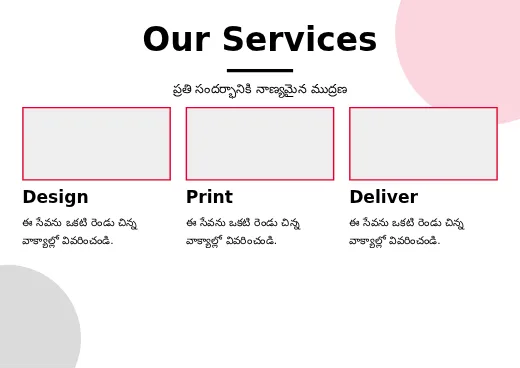 Our Services
ప్రతి సందర్భానికి నాణ్యమైన ముద్రణ
Design
ఈ సేవను ఒకటి రెండు చిన్న
వాక్యాల్లో వివరించండి.
Print
ఈ సేవను ఒకటి రెండు చిన్న
వాక్యాల్లో వివరించండి.
Deliver
ఈ సేవను ఒకటి రెండు చిన్న
వాక్యాల్లో వివరించండి.